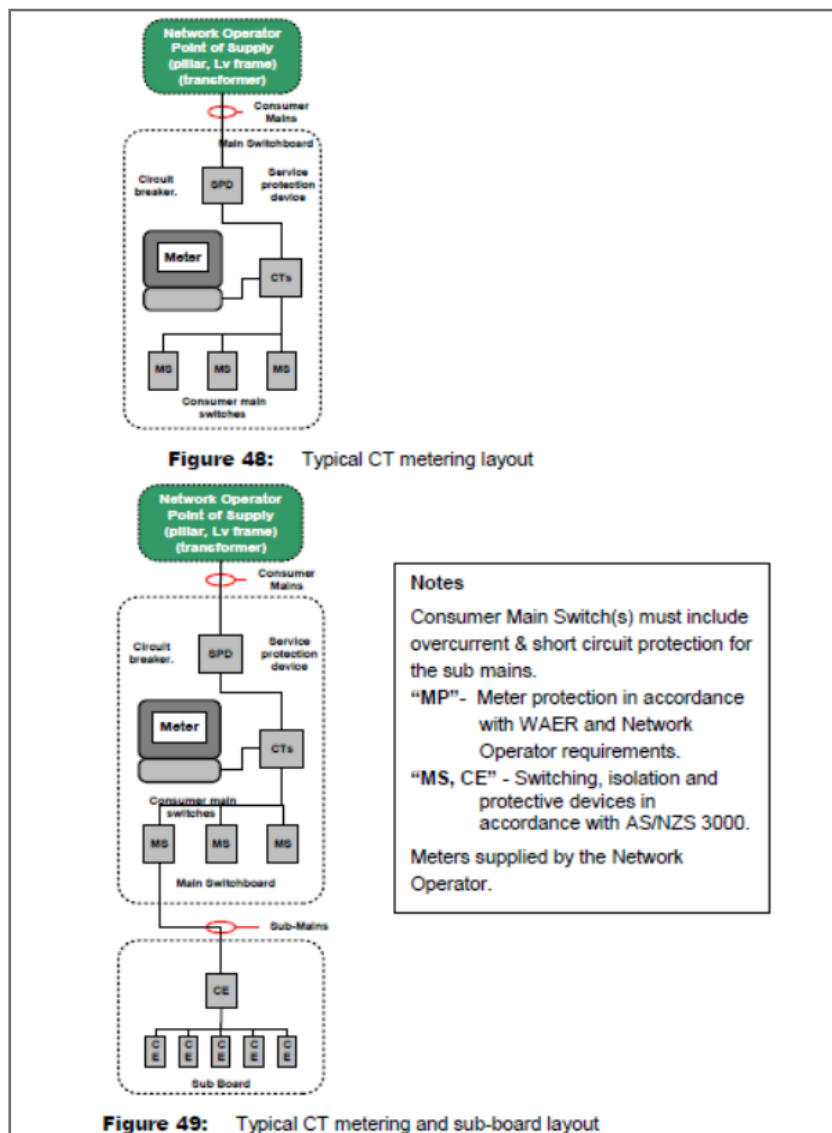 Network Operator
Point of Supply
(pillar, Lv frame)
(transformer)
Consumer
Mains
Main Switchboard
Circuit
breaker.
SPD
Service
protection
device
Meter
CTs
MS
MS
MS
Consumer main
switches
Figure 48: Typical CT metering layout
Network Operator
Point of Supply
(pillar, Lv frame)
(transformer)
Consumer
Mains
Circuit
breaker.
SPD
Service
protection
device
Meter
CTs
Consumer main
switches
MS
MS
MS
Main Switchboard
Sub-Mains
CE
C E
C E
C E
C E
C E
Sub Board
Notes
Consumer Main Switch(s) must include
overcurrent & short circuit protection for
the sub mains.
“MP”- Meter protection in accordance
with WAER and Network
Operator requirements.
“MS, CE” - Switching, isolation and
protective devices in
accordance with AS/NZS 3000.
Meters supplied by the Network
Operator.
Figure 49: Typical CT metering and sub-board layout